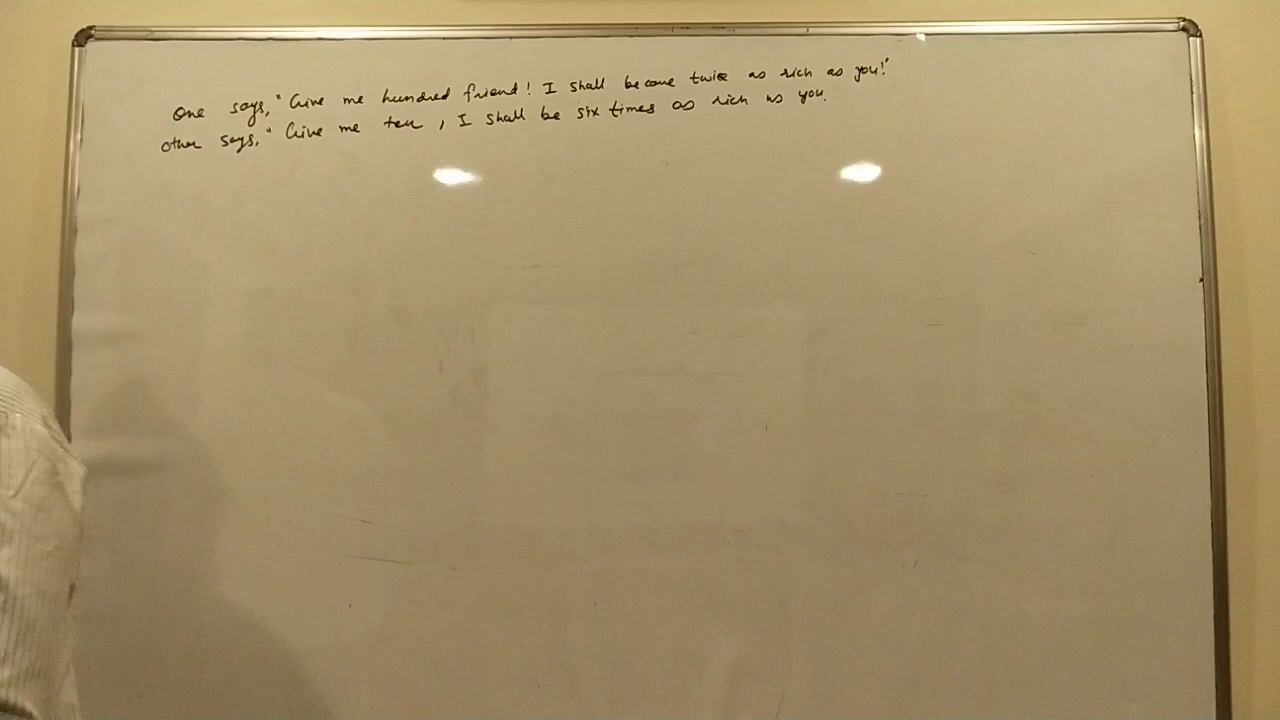 One says, "Give me hundred friend! I shall become twice as rich as you!"
other says, "Give me ten, I shall be six times as rich as you.